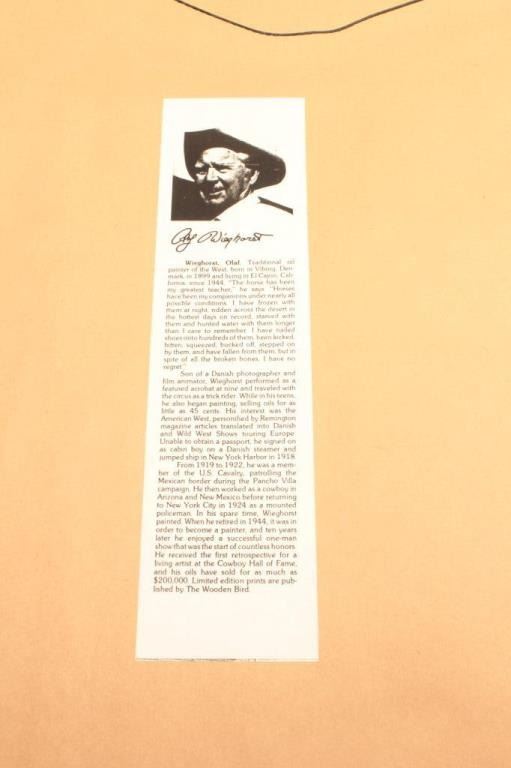 Olaf Wieghorst
Wieghorst, Olaf. Traditional oil
painter of the West, born in Viborg, Den-
mark, in 1899 and living in El Cajon, Cali-
fornia since 1944. "The horse has been
my greatest teacher," he says. "Horses
have been my companions under nearly all
possible conditions. I have frozen with
them at night, ridden across the desert in
the hottest days on record, starved with
them and hunted water with them longer
than I care to remember. I have nailed
shoes onto hundreds of them, been kicked,
bitten, squeezed, bucked off, stepped on
by them, and have fallen from them, but in
spite of all the broken bones, I have no
regret."
Son of a Danish photographer and
film animator, Wieghorst performed as a
featured acrobat at nine and traveled with
the circus as a trick rider. While in his teens,
he also began painting, selling oils for as
little as 45 cents. His interest was the
American West, personified by Remington
magazine articles translated into Danish
and Wild West Shows touring Europe.
Unable to obtain a passport, he signed on
as cabin boy on a Danish steamer and
jumped ship in New York Harbor in 1918.
From 1919 to 1922, he was a mem-
ber of the U.S. Cavalry, patrolling the
Mexican border during the Pancho Villa
campaign. He then worked as a cowboy in
Arizona and New Mexico before returning
to New York City in 1924 as a mounted
policeman. In his spare time, Wieghorst
painted. When he retired in 1944, it was in
order to become a painter, and ten years
later he enjoyed a successful one-man
show that was the start of countless honors.
He received the first retrospective for a
living artist at the Cowboy Hall of Fame,
and his oils have sold for as much as
$200,000. Limited edition prints are pub-
lished by The Wooden Bird.